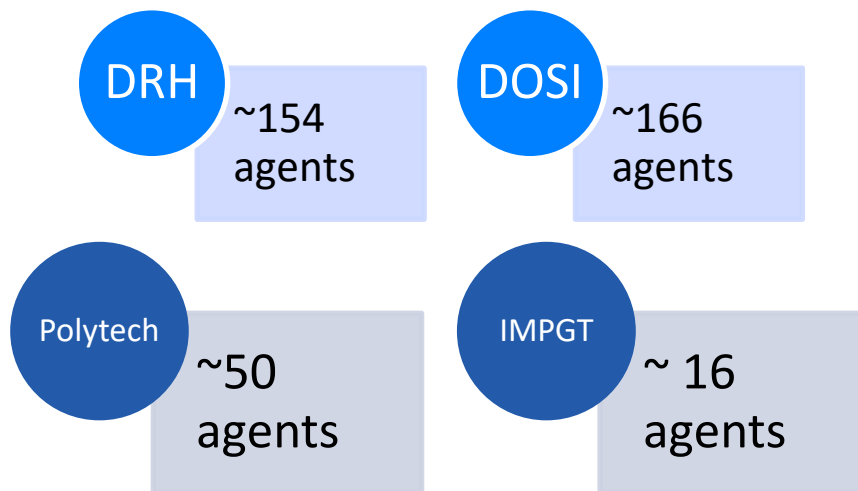 DRH
~154
agents
DOSI
~166
agents
Polytech
~50
agents
IMPGT
~ 16
agents